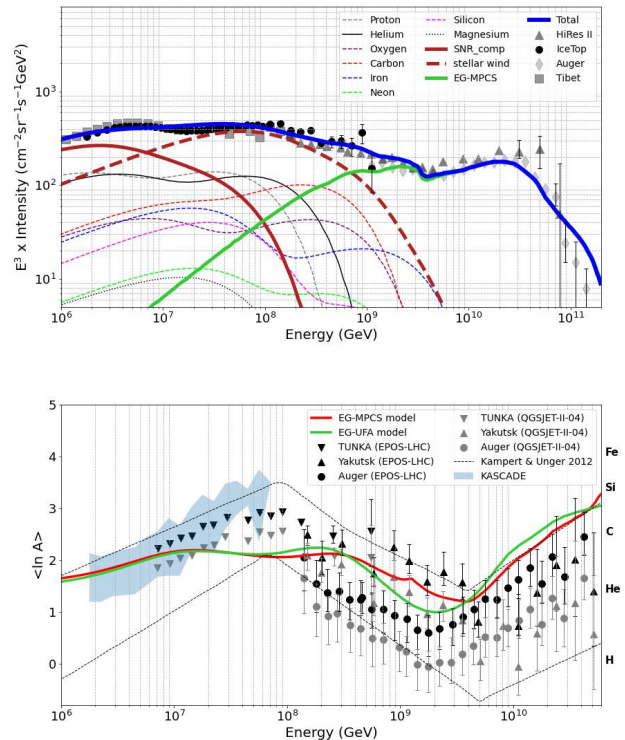 Proton
Helium
Oxygen
Carbon
Iron
Neon
Silicon
Magnesium
SNR_comp
stellar wind
EG-MPCS
Total
HiRes II
IceTop
Auger
Tibet
E³ x Intensity (cm⁻²sr⁻¹s⁻¹GeV²)
10³
10²
10¹
10⁶ 10⁷ 10⁸ 10⁹ 10¹⁰ 10¹¹
Energy (GeV)
EG-MPCS model
EG-UFA model
TUNKA (EPOS-LHC)
Yakutsk (EPOS-LHC)
Auger (EPOS-LHC)
TUNKA (QGSJET-II-04)
Yakutsk (QGSJET-II-04)
Auger (QGSJET-II-04)
Kampert & Unger 2012
KASCADE
<ln A>
5
4
3
2
1
0
Fe
Si
C
He
H
10⁶ 10⁷ 10⁸ 10⁹ 10¹⁰
Energy (GeV)